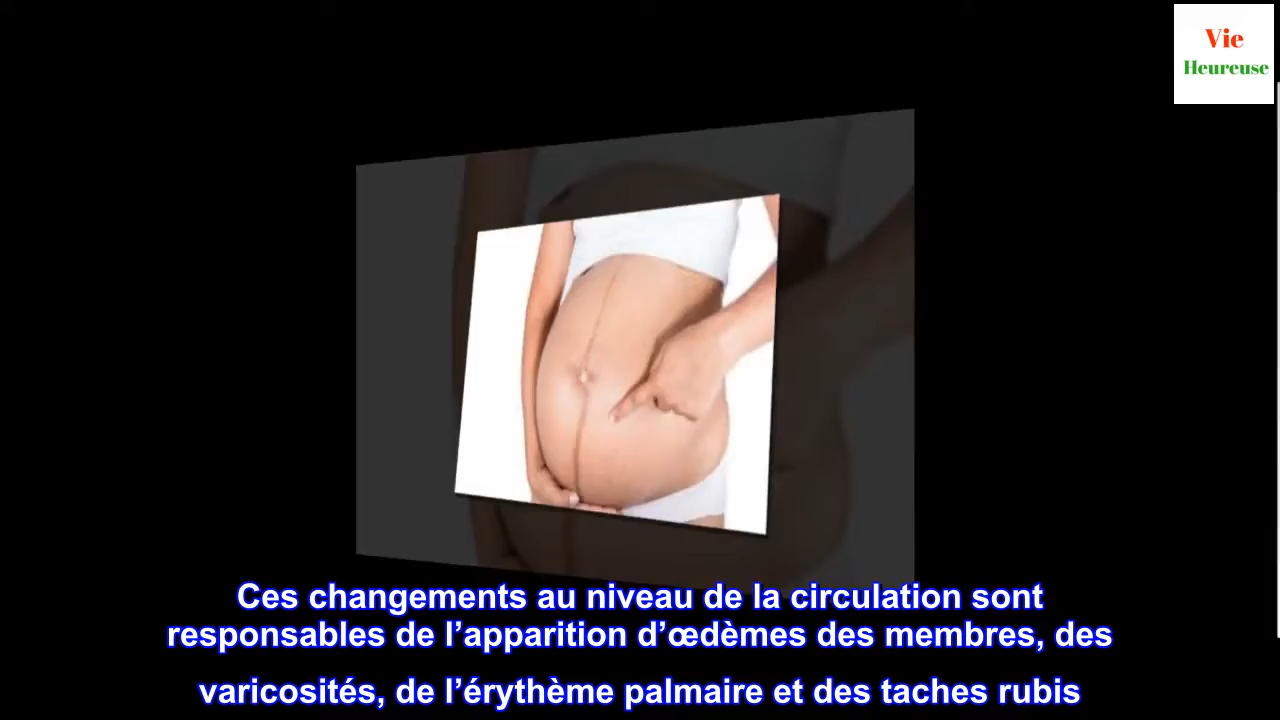 Vie
Heureuse
Ces changements au niveau de la circulation sont
responsables de l’apparition d’œdèmes des membres, des
varicosités, de l’érythème palmaire et des taches rubis